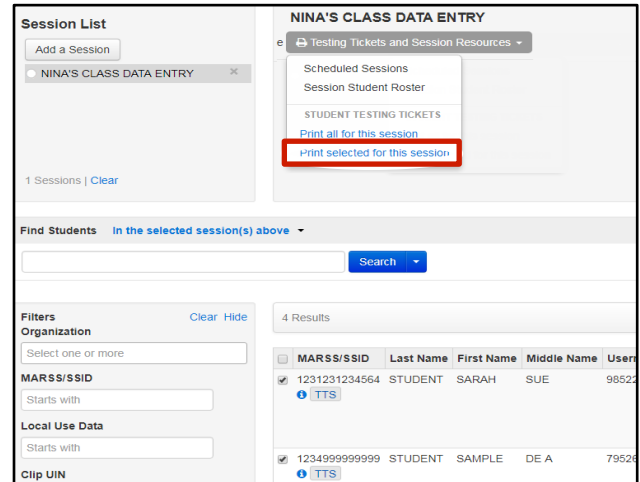 Session List
Add a Session
NINA'S CLASS DATA ENTRY ×
1 Sessions | Clear
NINA'S CLASS DATA ENTRY
e Testing Tickets and Session Resources
Scheduled Sessions
Session Student Roster
STUDENT TESTING TICKETS
Print all for this session
Print selected for this session
Find Students In the selected session(s) above
Search
Filters Clear Hide
Organization
Select one or more
MARSS/SSID
Starts with
Local Use Data
Starts with
Clip UIN
4 Results
MARSS/SSID Last Name First Name Middle Name Usern
1231231234564 STUDENT SARAH SUE 98522
TTS
1234999999999 STUDENT SAMPLE DE A 79526
TTS